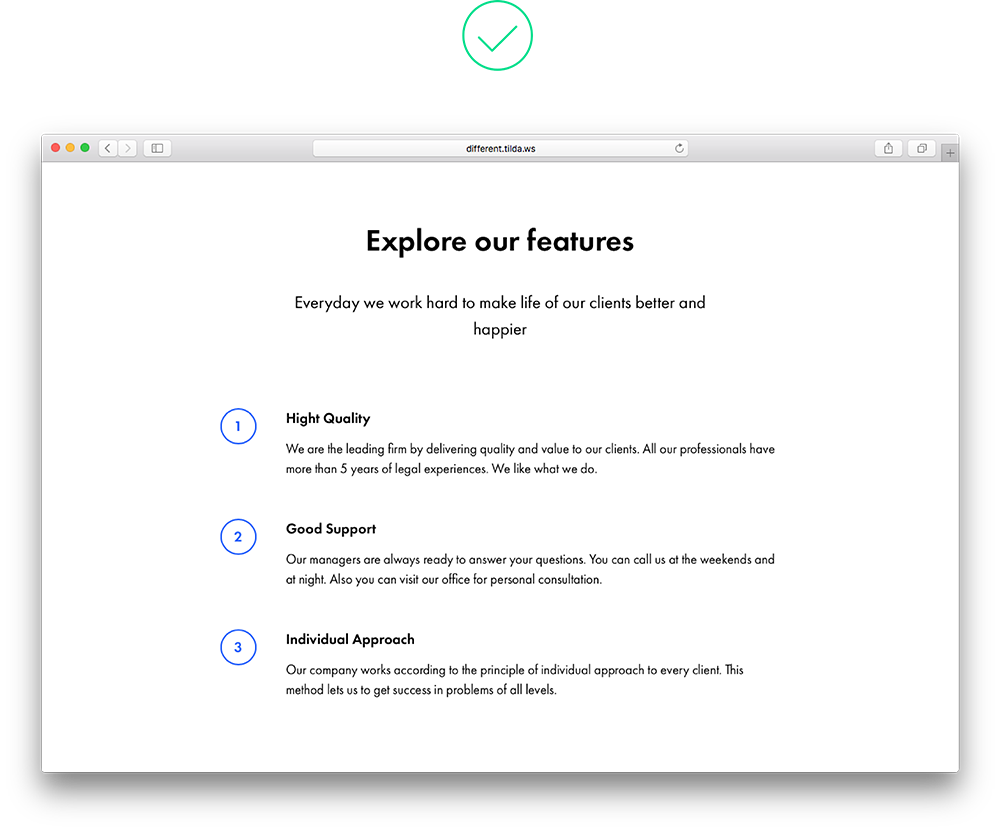 different.tilda.ws
Explore our features
Everyday we work hard to make life of our clients better and
happier
1
Hight Quality
We are the leading firm by delivering quality and value to our clients. All our professionals have
more than 5 years of legal experiences. We like what we do.
2
Good Support
Our managers are always ready to answer your questions. You can call us at the weekends and
at night. Also you can visit our office for personal consultation.
3
Individual Approach
Our company works according to the principle of individual approach to every client. This
method lets us to get success in problems of all levels.